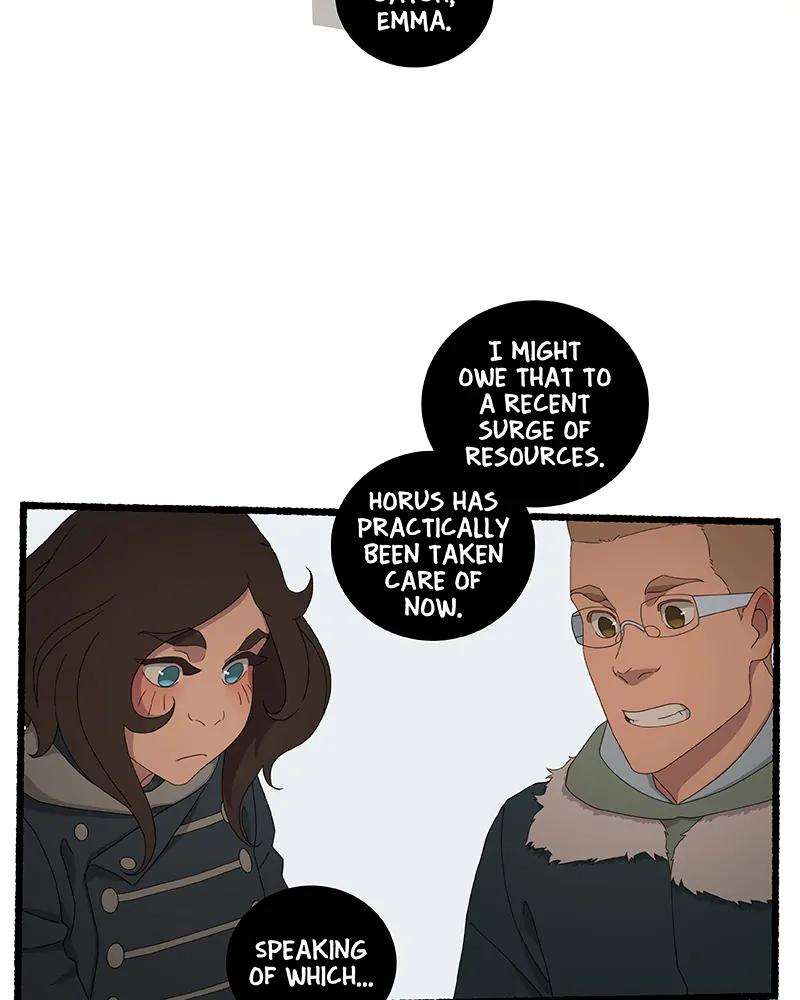 EMMA.
I MIGHT
OWE THAT TO
A RECENT
SURGE OF
RESOURCES.
HORUS HAS
PRACTICALLY
BEEN TAKEN
CARE OF
NOW.
SPEAKING
OF WHICH...